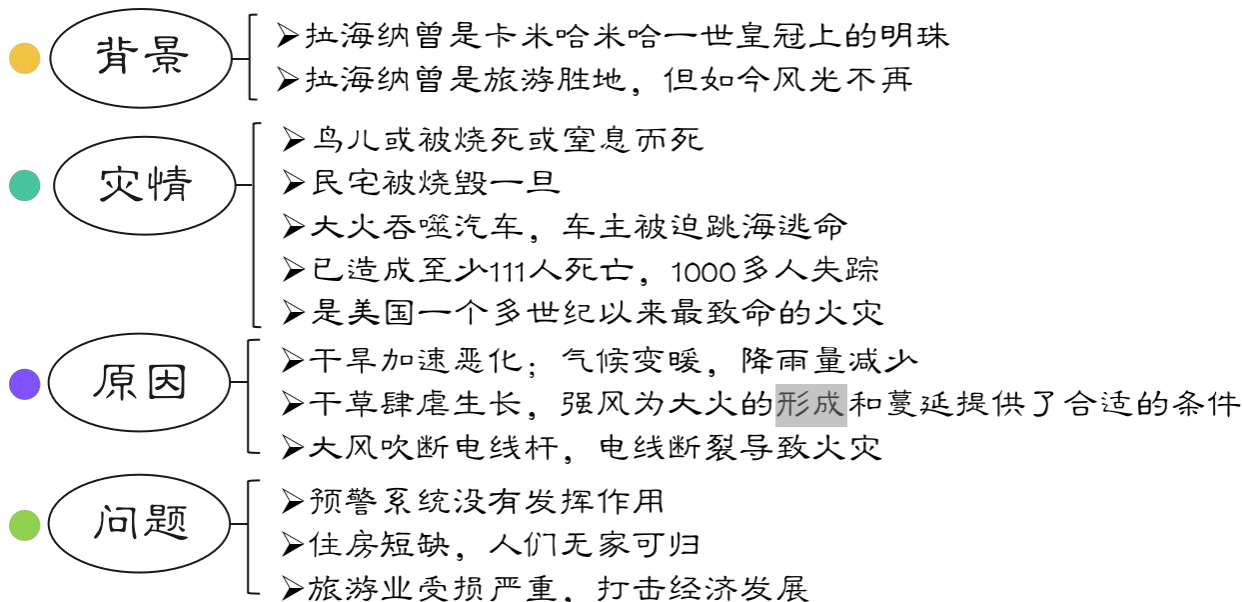 背景
➢拉海纳曾是卡米哈米哈一世皇冠上的明珠
➢拉海纳曾是旅游胜地，但如今风光不再
灾情
➢鸟儿或被烧死或窒息而死
➢民宅被烧毁一旦
➢大火吞噬汽车，车主被迫跳海逃命
➢已造成至少111人死亡，1000多人失踪
➢是美国一个多世纪以来最致命的火灾
原因
➢干旱加速恶化；气候变暖，降雨量减少
➢干草肆虐生长，强风为大火的形成和蔓延提供了合适的条件
➢大风吹断电线杆，电线断裂导致火灾
问题
➢预警系统没有发挥作用
➢住房短缺，人们无家可归
➢旅游业受损严重，打击经济发展